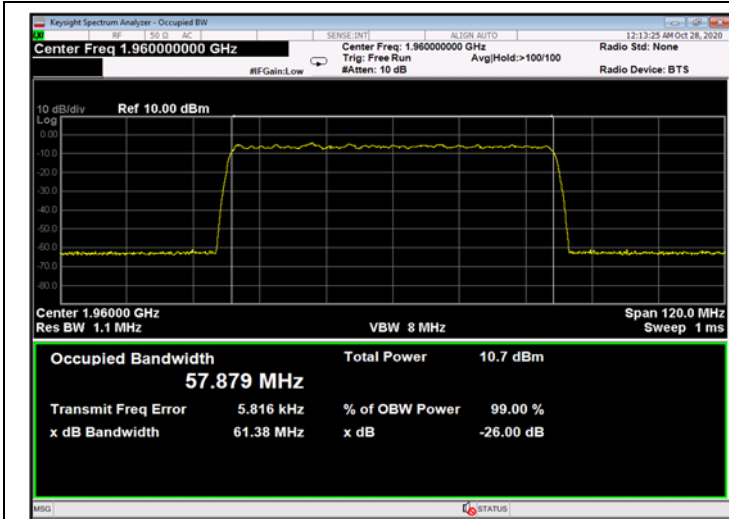 Keysight Spectrum Analyzer - Occupied BW
RF 50 Ω AC SENSE:INT ALIGN AUTO 12:13:25 AM Oct 28, 2020
Center Freq 1.960000000 GHz Center Freq: 1.960000000 GHz Radio Std: None
Trig: Free Run Avg|Hold:>100/100
#IFGain:Low #Atten: 10 dB Radio Device: BTS
10 dB/div Ref 10.00 dBm
Log
0.00
-10.0
-20.0
-30.0
-40.0
-50.0
-60.0
-70.0
-80.0
Center 1.96000 GHz Span 120.0 MHz
Res BW 1.1 MHz VBW 8 MHz Sweep 1 ms
Occupied Bandwidth Total Power 10.7 dBm
57.879 MHz
Transmit Freq Error 5.816 kHz % of OBW Power 99.00 %
x dB Bandwidth 61.38 MHz x dB -26.00 dB
MSG STATUS